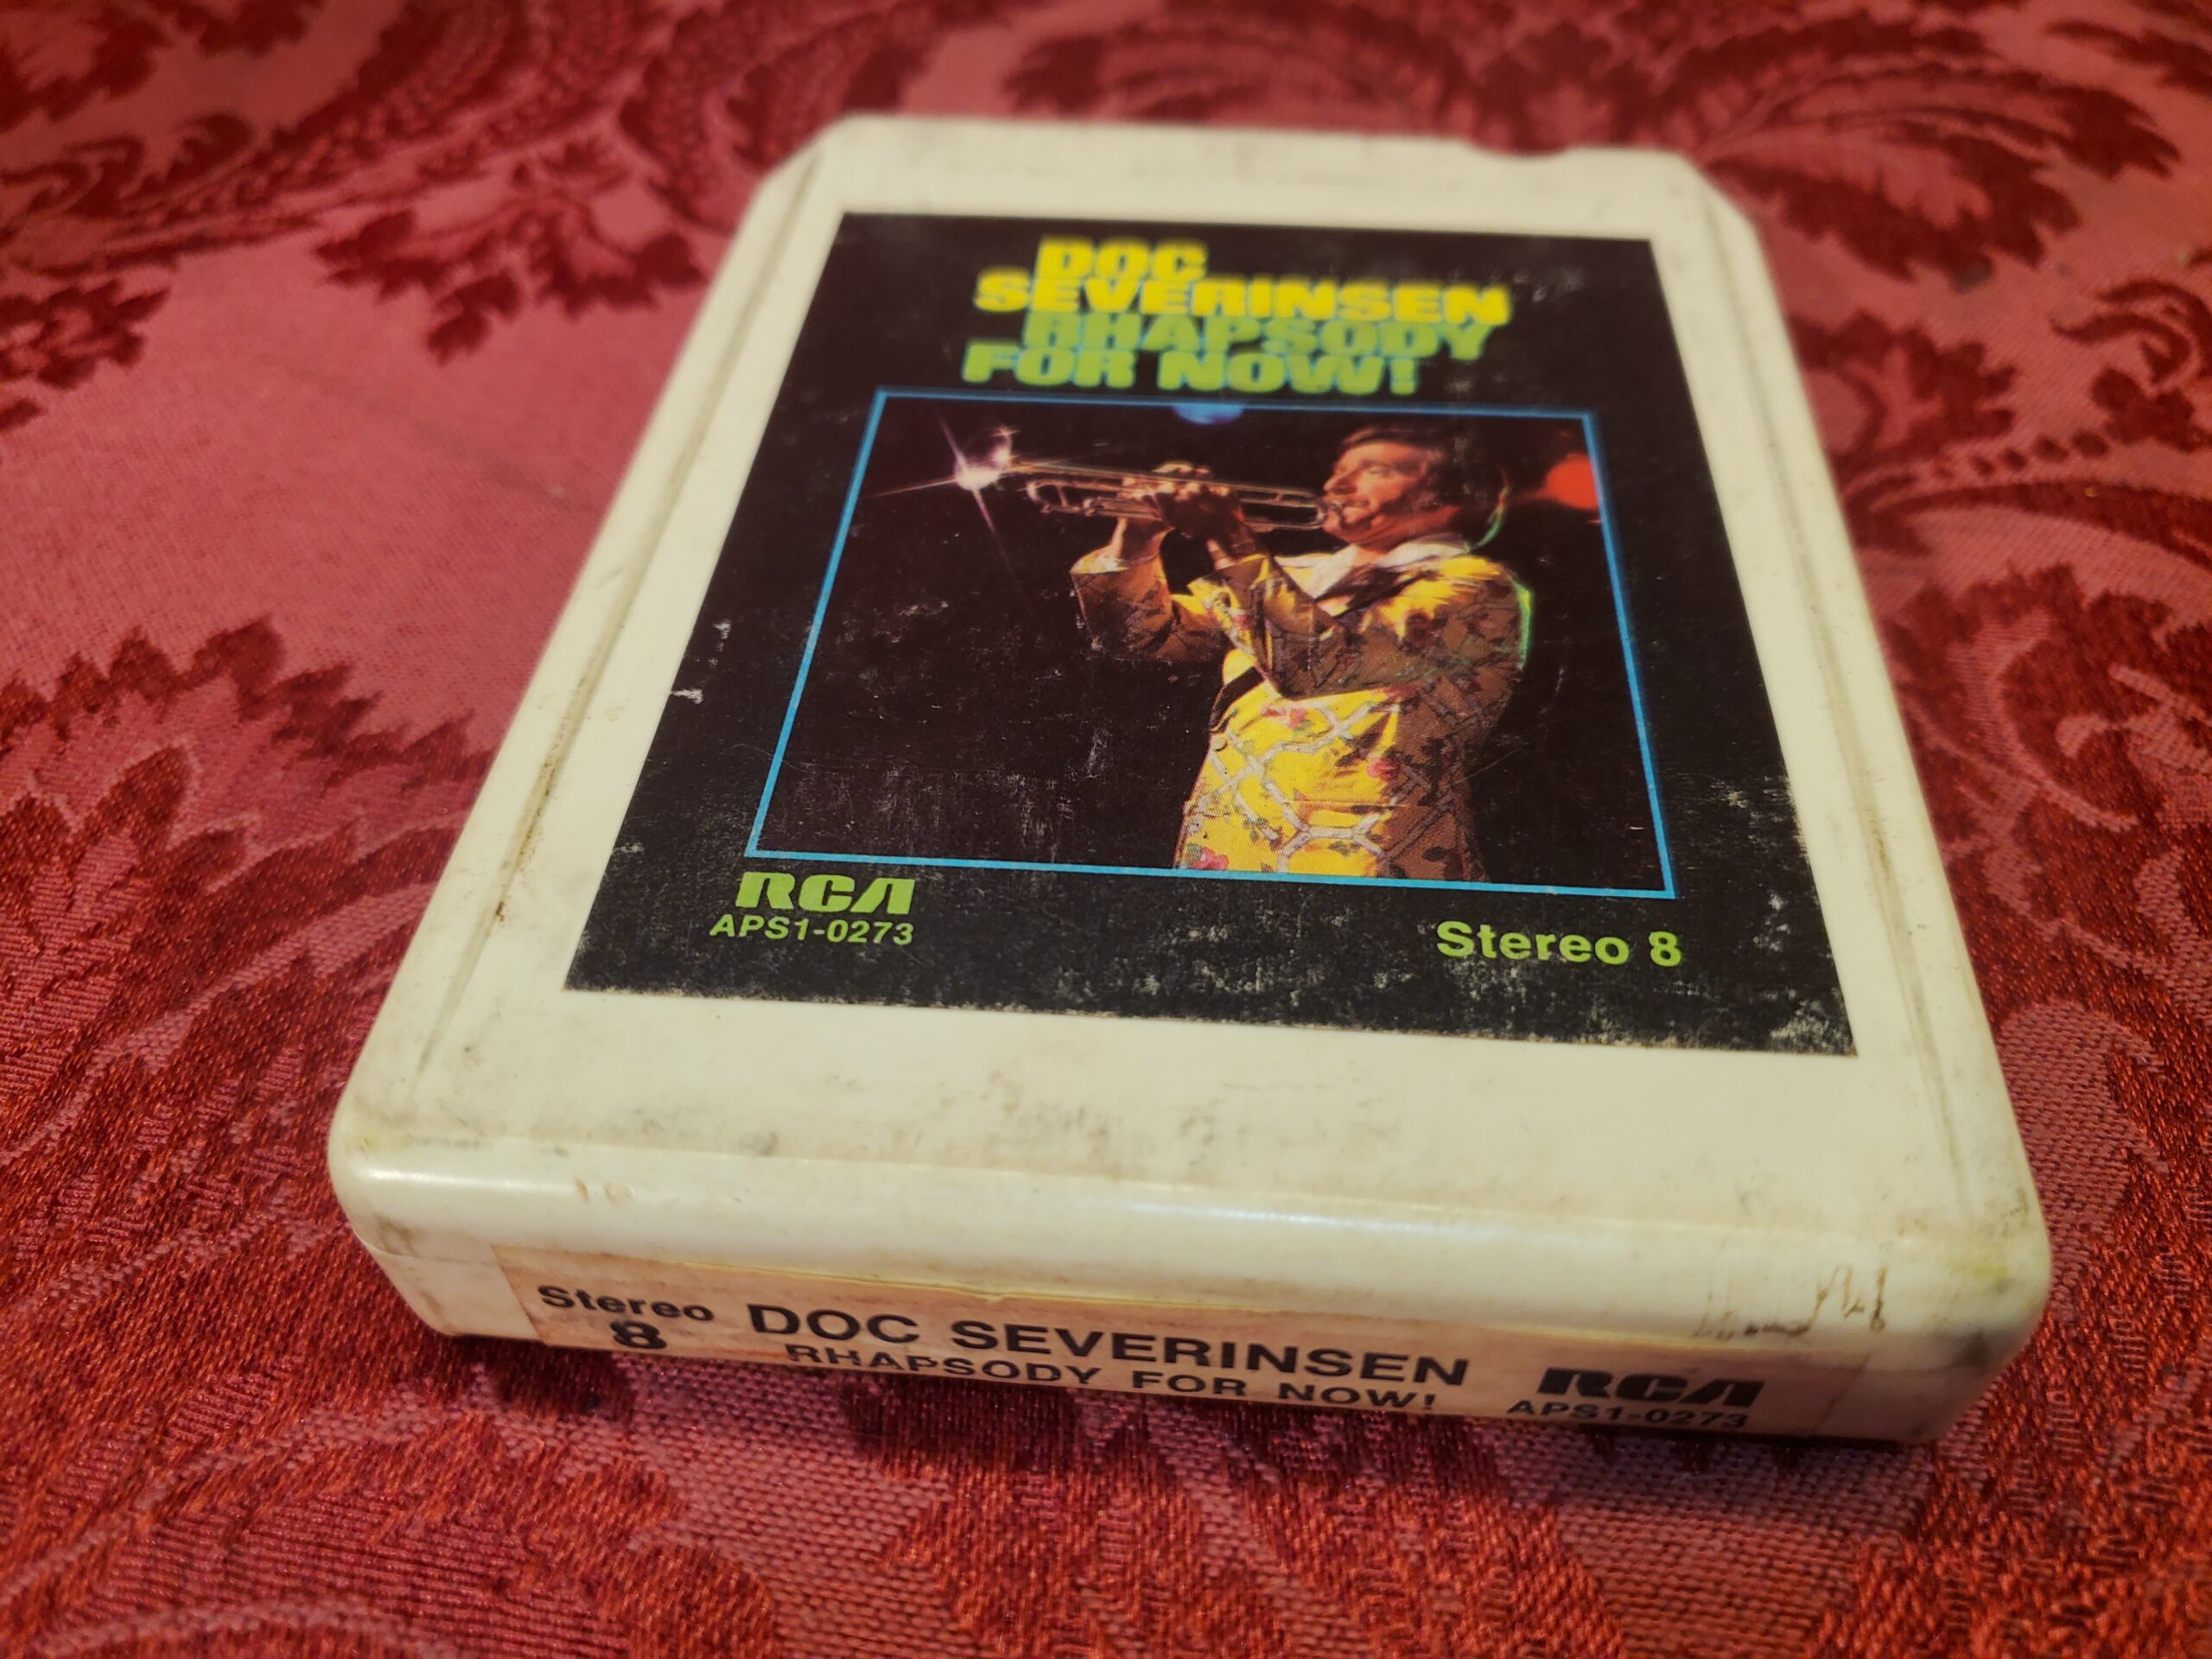 DOC
SEVERINSEN
RHAPSODY
FOR NOW!
RCA
APS1-0273
Stereo 8
Stereo
8
DOC SEVERINSEN
RHAPSODY FOR NOW!
RCA
APS1-0273